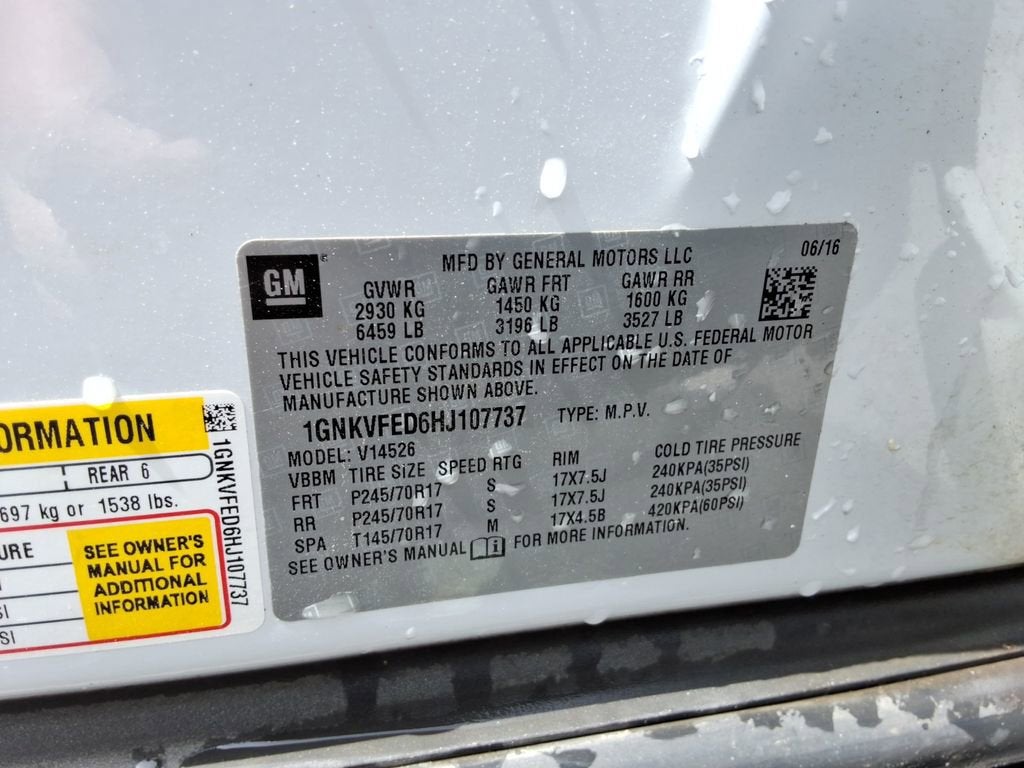 GM
MFD BY GENERAL MOTORS LLC
06/16
GVWR GAWR FRT GAWR RR
2930 KG 1450 KG 1600 KG
6459 LB 3196 LB 3527 LB
THIS VEHICLE CONFORMS TO ALL APPLICABLE U.S. FEDERAL MOTOR
VEHICLE SAFETY STANDARDS IN EFFECT ON THE DATE OF
MANUFACTURE SHOWN ABOVE.
1GNKVFED6HJ107737 TYPE: M.P.V.
MODEL: V14526
VBBM TIRE SIZE SPEED RTG RIM COLD TIRE PRESSURE
FRT P245/70R17 S 17X7.5J 240KPA(35PSI)
RR P245/70R17 S 17X7.5J 240KPA(35PSI)
SPA T145/70R17 M 17X4.5B 420KPA(60PSI)
SEE OWNER'S MANUAL FOR MORE INFORMATION.
ORMATION
REAR 6
697 kg or 1538 lbs.
URE
SI
SI
SEE OWNER'S
MANUAL FOR
ADDITIONAL
INFORMATION
1GNKVFED6HJ107737